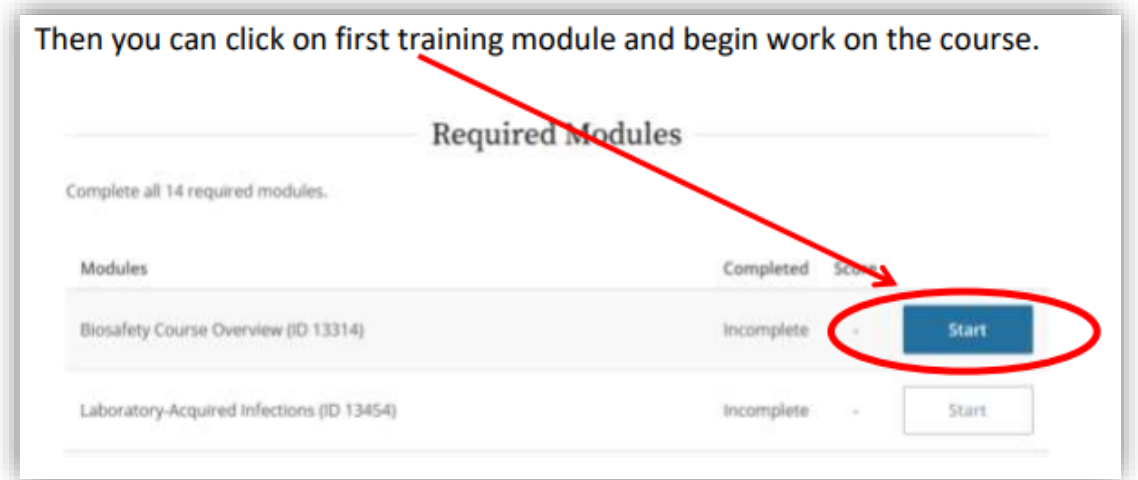 Then you can click on first training module and begin work on the course.
Required Modules
Complete all 14 required modules.
Modules Completed Score
Biosafety Course Overview (ID 13314) Incomplete - Start
Laboratory-Acquired Infections (ID 13454) Incomplete - Start